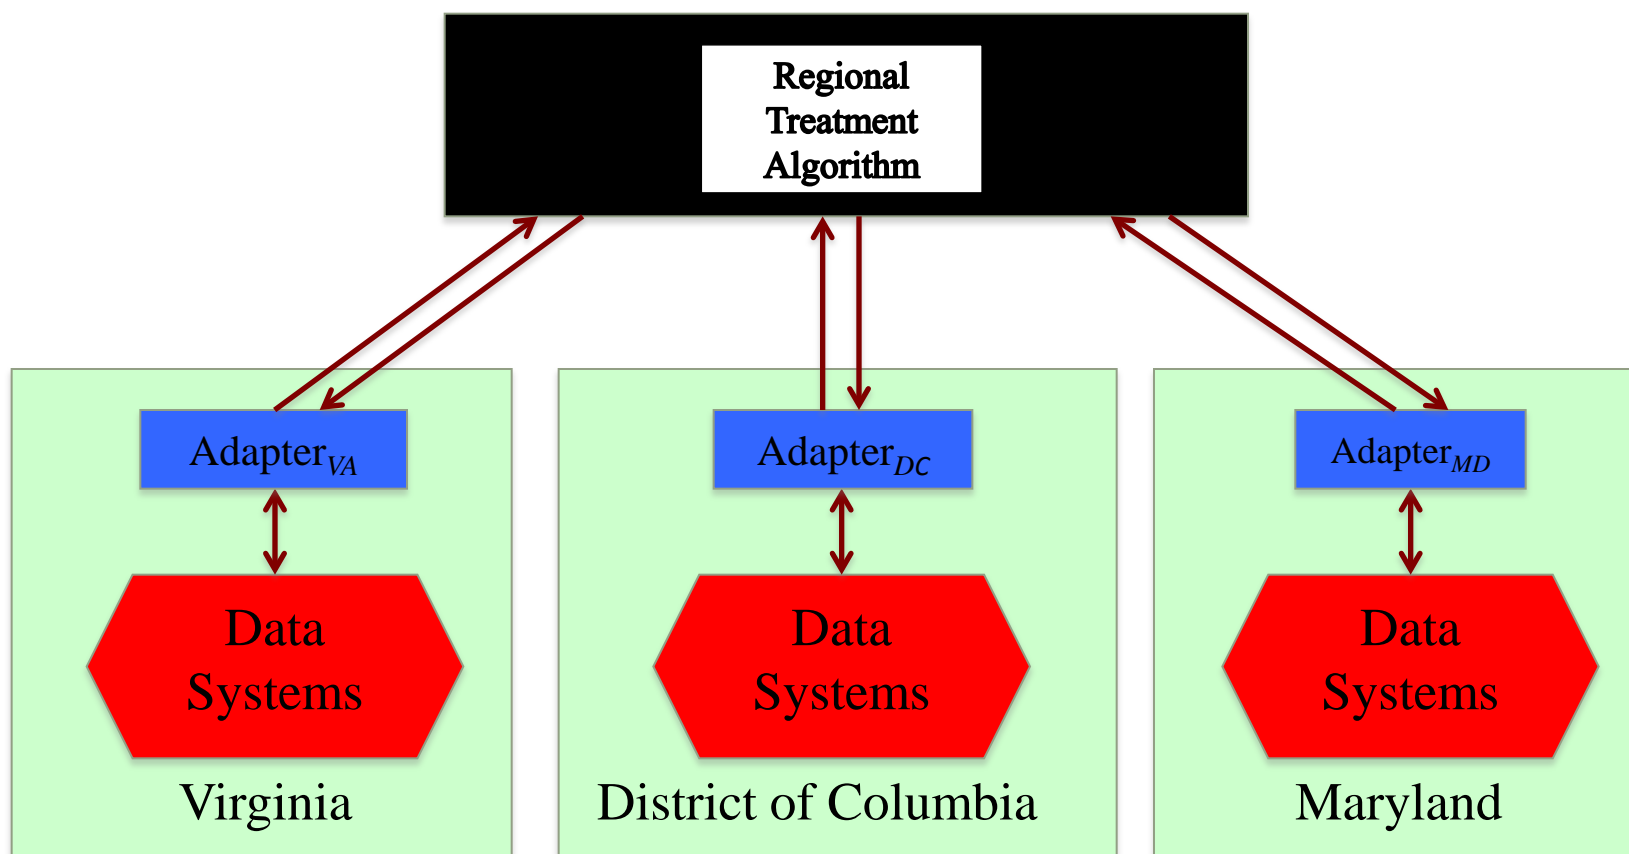 Regional
Treatment
Algorithm
AdapterVA
AdapterDC
AdapterMD
Data
Systems
Data
Systems
Data
Systems
Virginia
District of Columbia
Maryland